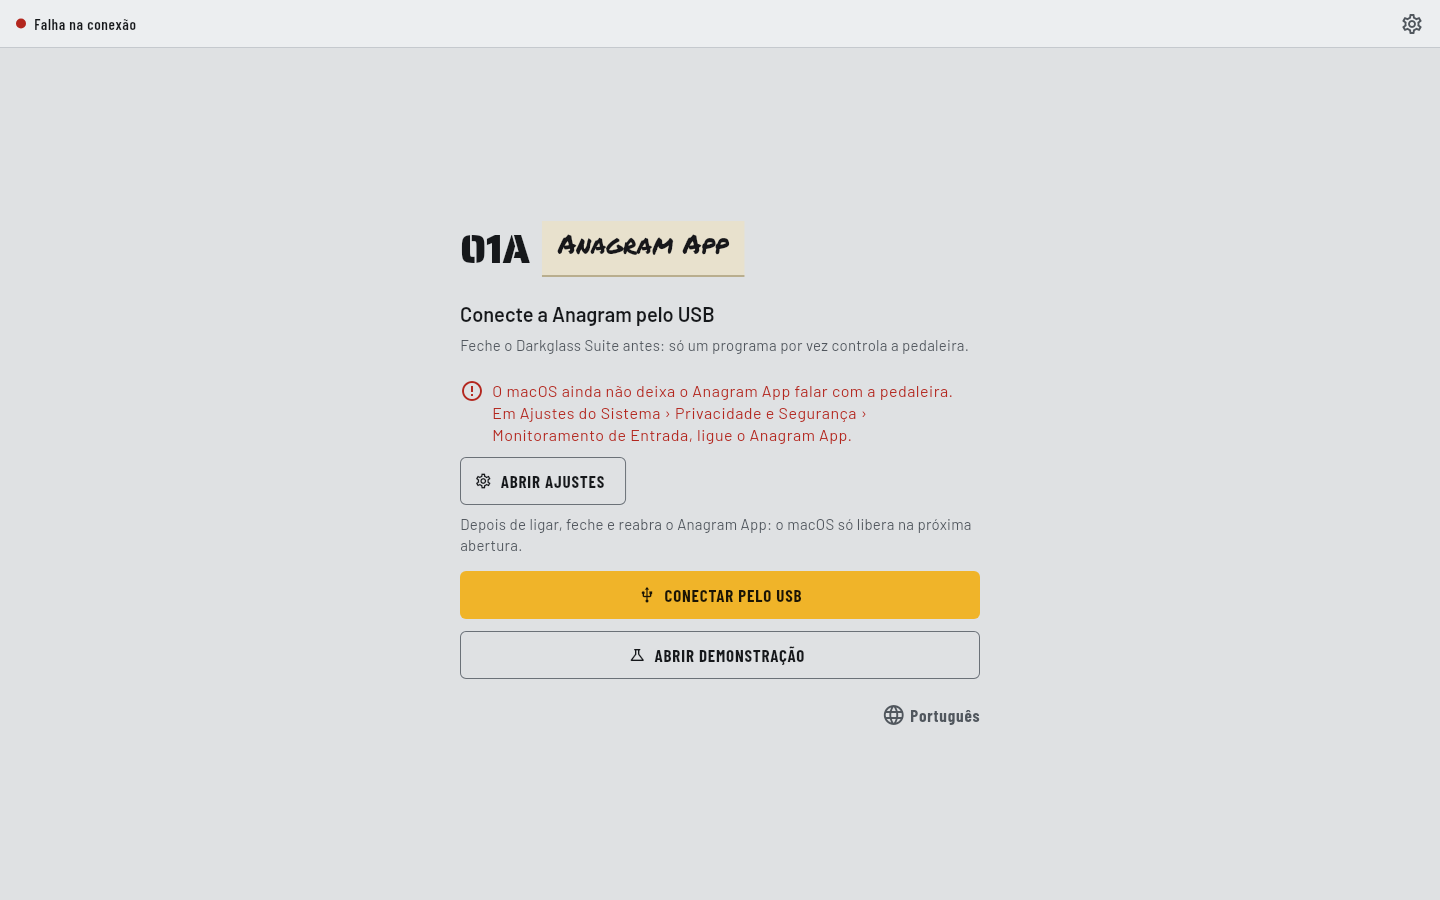 Falha na conexão
01A Anagram App
Conecte a Anagram pelo USB
Feche o Darkglass Suite antes: só um programa por vez controla a pedaleira.
O macOS ainda não deixa o Anagram App falar com a pedaleira.
Em Ajustes do Sistema › Privacidade e Segurança ›
Monitoramento de Entrada, ligue o Anagram App.
ABRIR AJUSTES
Depois de ligar, feche e reabra o Anagram App: o macOS só libera na próxima
abertura.
CONECTAR PELO USB
ABRIR DEMONSTRAÇÃO
Português